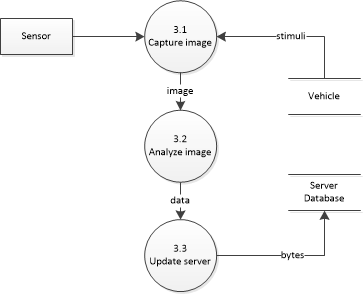 Sensor
3.1
Capture image
stimuli
image
Vehicle
3.2
Analyze image
data
Server
Database
3.3
Update server
bytes